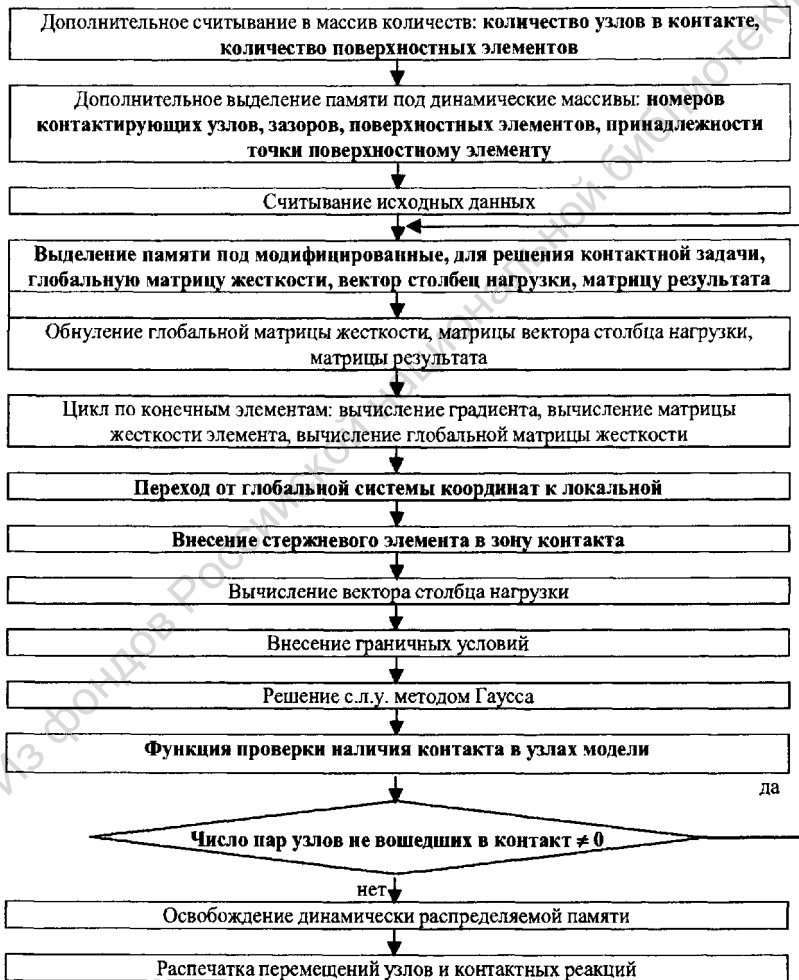 Дополнительное считывание в массив количеств: количество узлов в контакте,
количество поверхностных элементов
Дополнительное выделение памяти под динамические массивы: номеров
контактирующих узлов, зазоров, поверхностных элементов, принадлежности
точки поверхностному элементу
Считывание исходных данных
Выделение памяти под модифицированные, для решения контактной задачи,
глобальную матрицу жесткости, вектор столбец нагрузки, матрицу результата
Обнуление глобальной матрицы жесткости, матрицы вектора столбца нагрузки,
матрицы результата
Цикл по конечным элементам: вычисление градиента, вычисление матрицы
жесткости элемента, вычисление глобальной матрицы жесткости
Переход от глобальной системы координат к локальной
Внесение стержневого элемента в зону контакта
Вычисление вектора столбца нагрузки
Внесение граничных условий
Решение с.л.у. методом Гаусса
Функция проверки наличия контакта в узлах модели
да
Число пар узлов не вошедших в контакт ≠ 0
нет
Освобождение динамически распределяемой памяти
Распечатка перемещений узлов и контактных реакций
Из фондов Российской национальной библиотеки